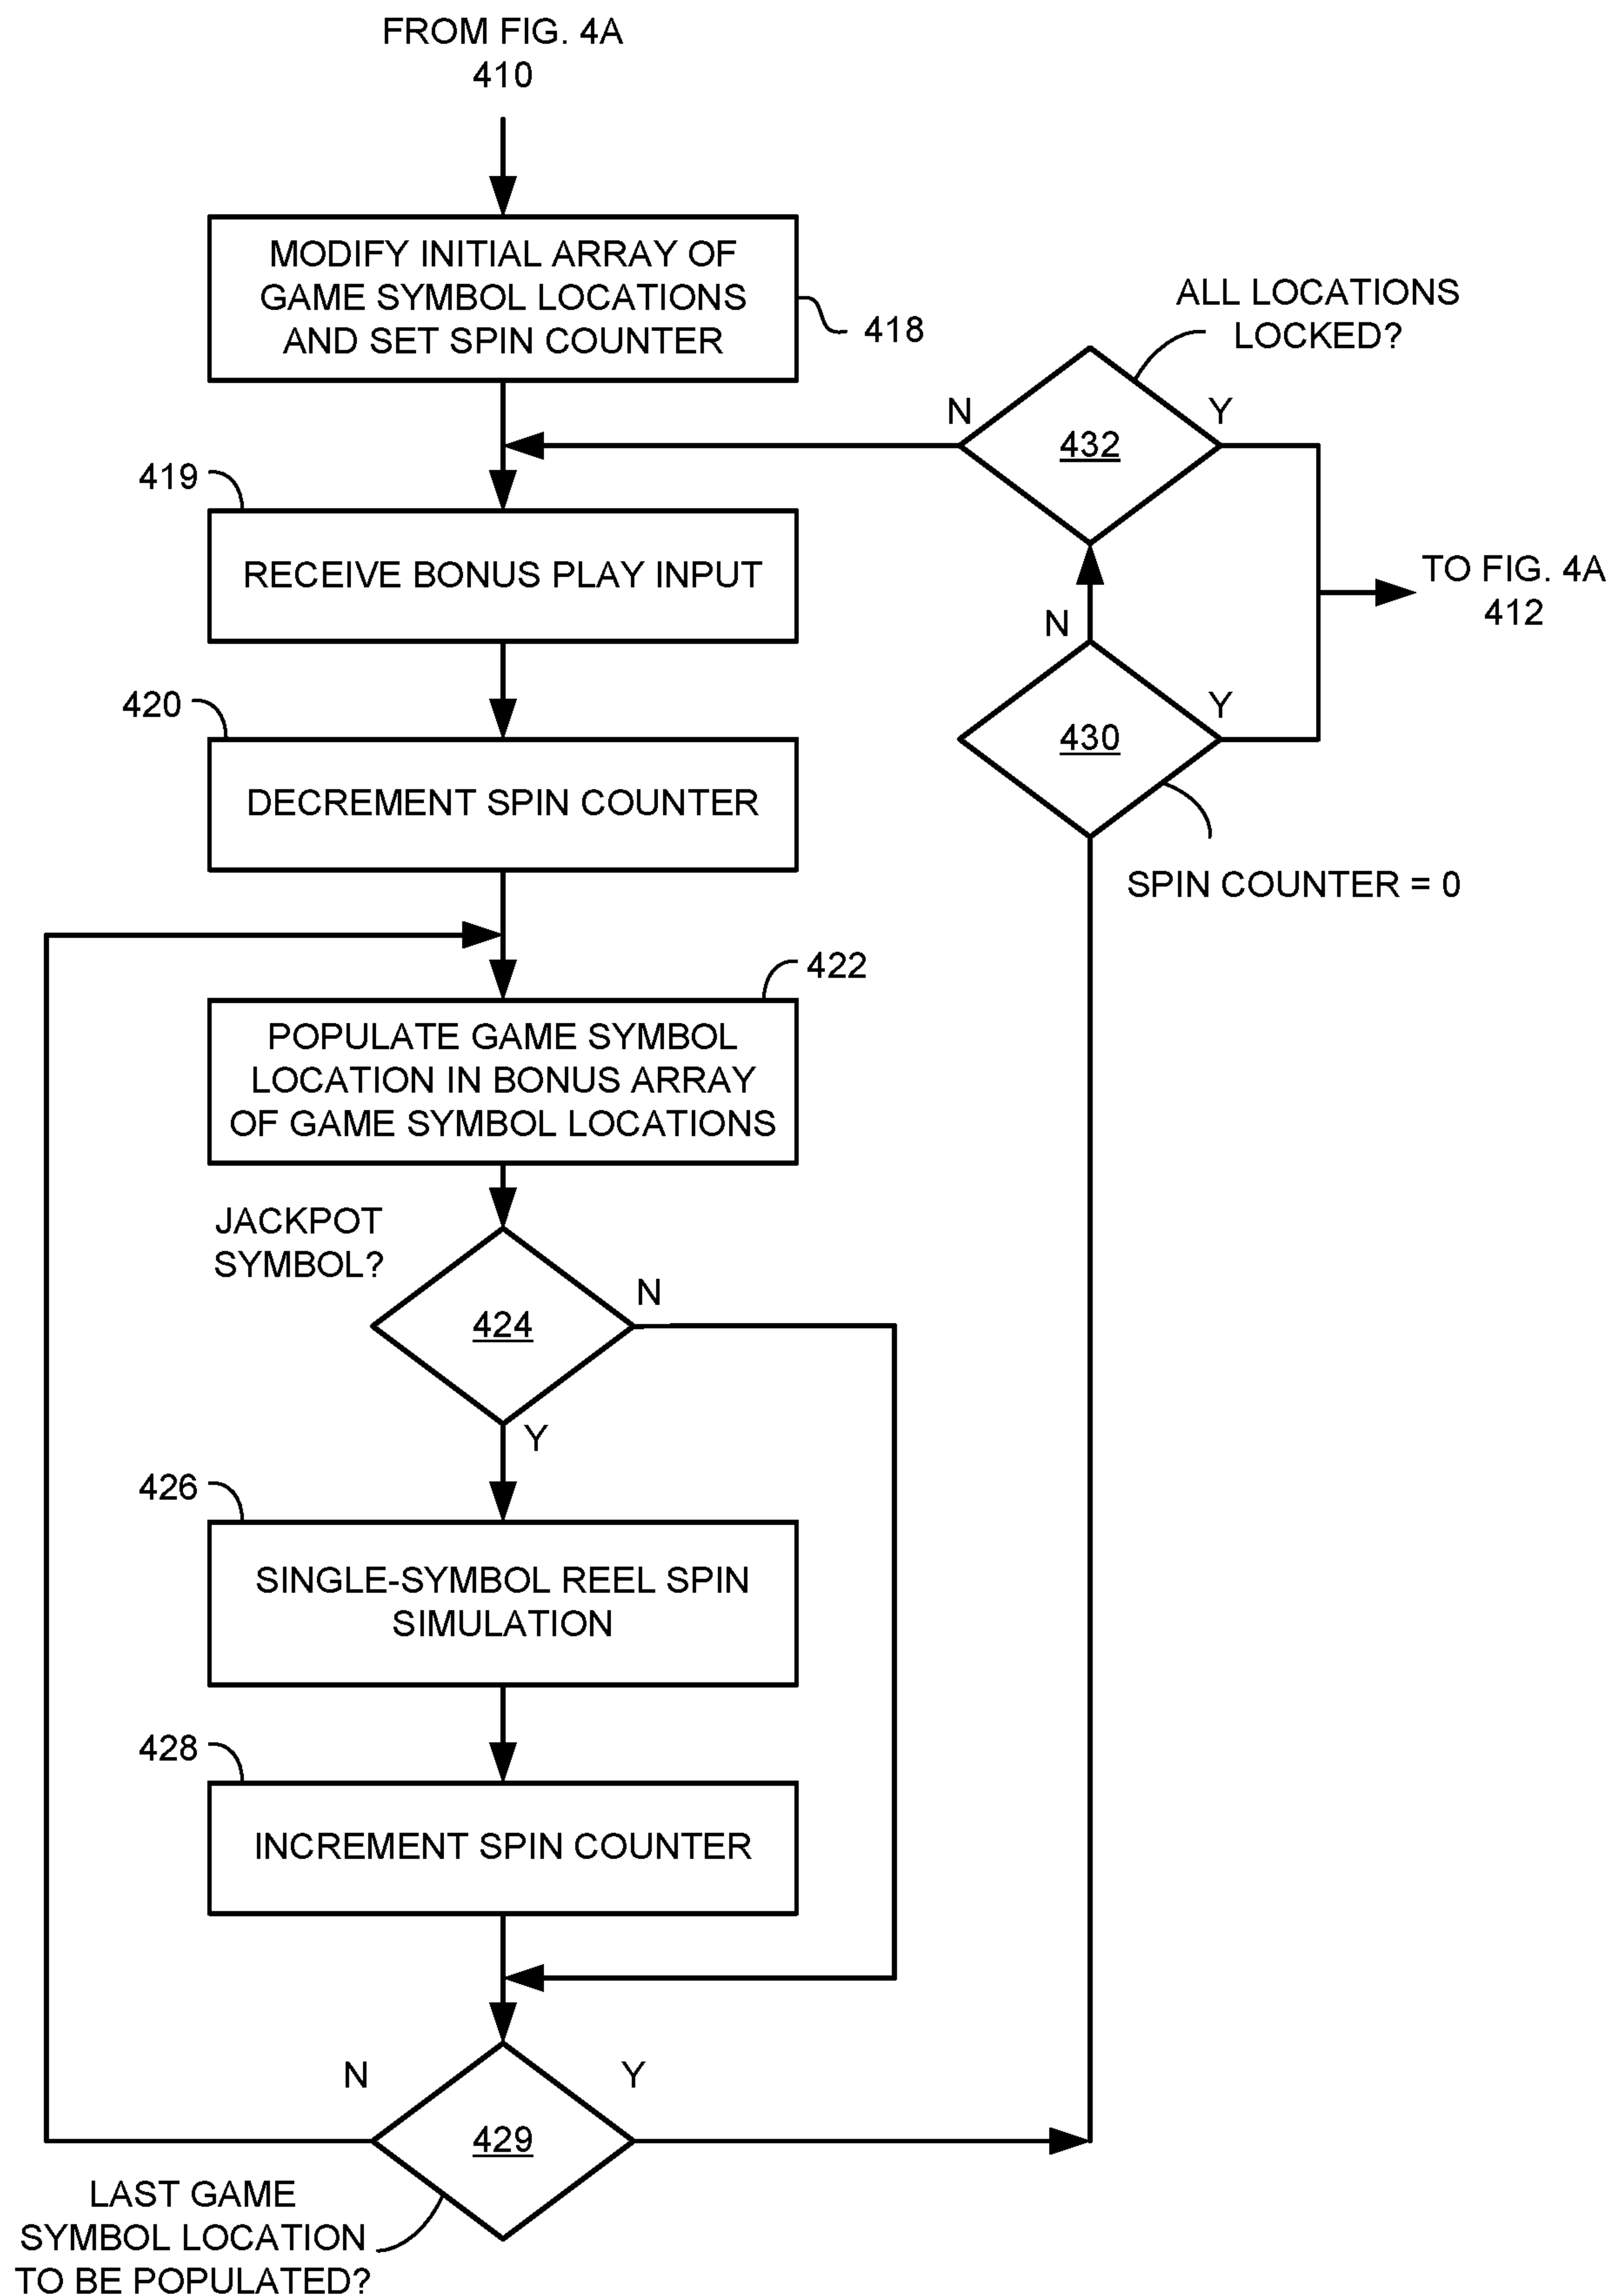 FROM FIG. 4A
410
MODIFY INITIAL ARRAY OF
GAME SYMBOL LOCATIONS
AND SET SPIN COUNTER
418
ALL LOCATIONS
LOCKED?
N
432
Y
419
RECEIVE BONUS PLAY INPUT
TO FIG. 4A
412
N
430
Y
SPIN COUNTER = 0
420
DECREMENT SPIN COUNTER
422
POPULATE GAME SYMBOL
LOCATION IN BONUS ARRAY
OF GAME SYMBOL LOCATIONS
JACKPOT
SYMBOL?
424
N
Y
426
SINGLE-SYMBOL REEL SPIN
SIMULATION
428
INCREMENT SPIN COUNTER
N
429
Y
LAST GAME
SYMBOL LOCATION
TO BE POPULATED?